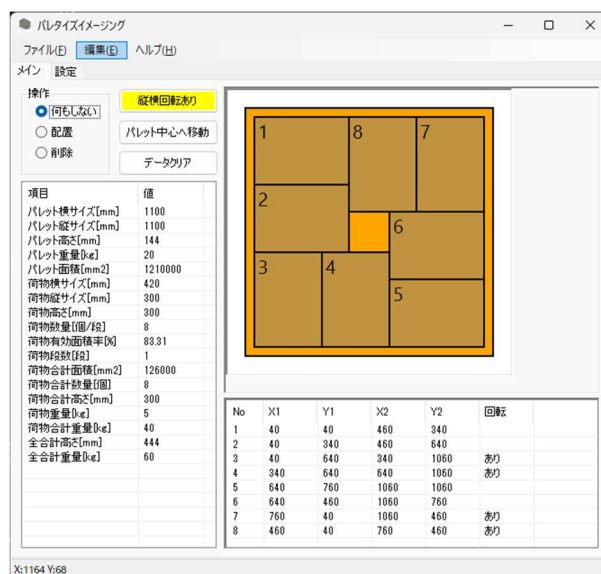 パレタイズイメージング
ファイル(F) 編集(E) ヘルプ(H)
メイン 設定
操作
何もしない
配置
削除
縦横回転あり
パレット中心へ移動
データクリア
項目 値
パレット横サイズ[mm] 1100
パレット縦サイズ[mm] 1100
パレット高さ[mm] 144
パレット重量[kg] 20
パレット面積[mm2] 1210000
荷物横サイズ[mm] 420
荷物縦サイズ[mm] 300
荷物高さ[mm] 300
荷物数量[個/段] 8
荷物有効面積率[%] 83.31
荷物段数[段] 1
荷物合計面積[mm2] 126000
荷物合計数量[個] 8
荷物合計高さ[mm] 300
荷物重量[kg] 5
荷物合計重量[kg] 40
全合計高さ[mm] 444
全合計重量[kg] 60
1 8 7
2
6
3 4
5
No X1 Y1 X2 Y2 回転
1 40 40 460 340
2 40 340 460 640
3 40 640 340 1060 あり
4 340 640 640 1060 あり
5 640 760 1060 1060
6 640 460 1060 760
7 760 40 1060 460 あり
8 460 40 760 460 あり
X:1164 Y:68